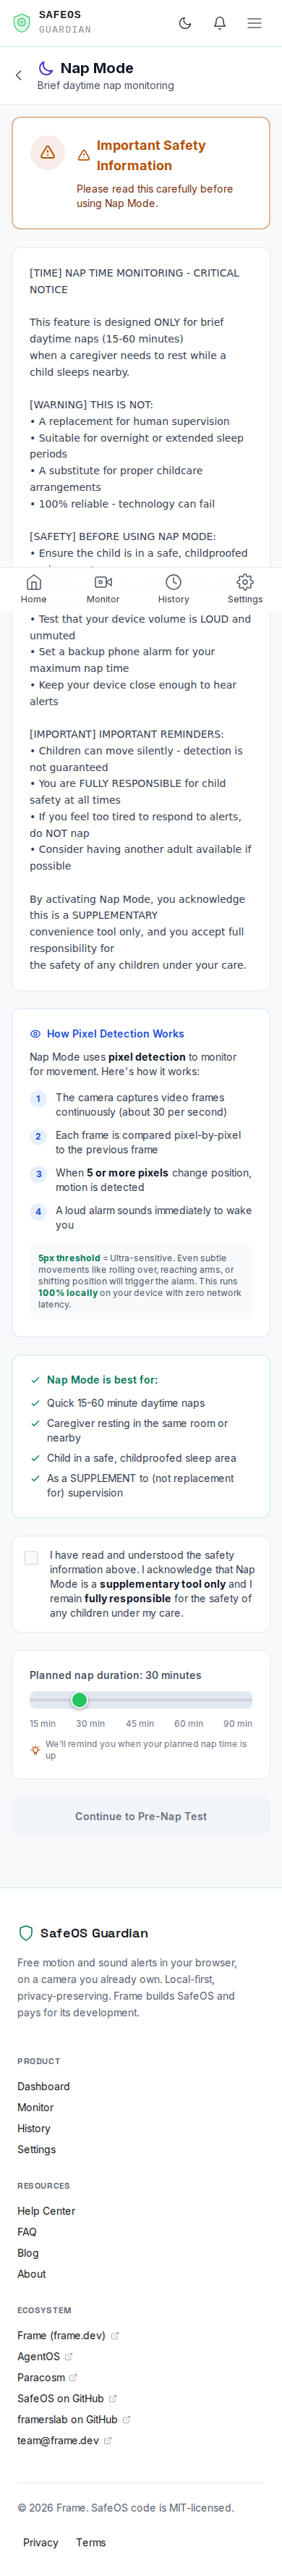 SAFEOS
GUARDIAN
Nap Mode
Brief daytime nap monitoring
Important Safety
Information
Please read this carefully before
using Nap Mode.
[TIME] NAP TIME MONITORING - CRITICAL
NOTICE
This feature is designed ONLY for brief
daytime naps (15-60 minutes)
when a caregiver needs to rest while a
child sleeps nearby.
[WARNING] THIS IS NOT:
• A replacement for human supervision
• Suitable for overnight or extended sleep
periods
• A substitute for proper childcare
arrangements
• 100% reliable - technology can fail
[SAFETY] BEFORE USING NAP MODE:
• Ensure the child is in a safe, childproofed
Home
Monitor
History
Settings
• Test that your device volume is LOUD and
unmuted
• Set a backup phone alarm for your
maximum nap time
• Keep your device close enough to hear
alerts
[IMPORTANT] IMPORTANT REMINDERS:
• Children can move silently - detection is
not guaranteed
• You are FULLY RESPONSIBLE for child
safety at all times
• If you feel too tired to respond to alerts,
do NOT nap
• Consider having another adult available if
possible
By activating Nap Mode, you acknowledge
this is a SUPPLEMENTARY
convenience tool only, and you accept full
responsibility for
the safety of any children under your care.
How Pixel Detection Works
Nap Mode uses pixel detection to monitor
for movement. Here's how it works:
1 The camera captures video frames
continuously (about 30 per second)
2 Each frame is compared pixel-by-pixel
to the previous frame
3 When 5 or more pixels change position,
motion is detected
4 A loud alarm sounds immediately to wake
you
5px threshold = Ultra-sensitive. Even subtle
movements like rolling over, reaching arms, or
shifting position will trigger the alarm. This runs
100% locally on your device with zero network
latency.
Nap Mode is best for:
Quick 15-60 minute daytime naps
Caregiver resting in the same room or
nearby
Child in a safe, childproofed sleep area
As a SUPPLEMENT to (not replacement
for) supervision
I have read and understood the safety
information above. I acknowledge that Nap
Mode is a supplementary tool only and I
remain fully responsible for the safety of
any children under my care.
Planned nap duration: 30 minutes
15 min 30 min 45 min 60 min 90 min
We'll remind you when your planned nap time is
up
Continue to Pre-Nap Test
SafeOS Guardian
Free motion and sound alerts in your browser,
on a camera you already own. Local-first,
privacy-preserving. Frame builds SafeOS and
pays for its development.
PRODUCT
Dashboard
Monitor
History
Settings
RESOURCES
Help Center
FAQ
Blog
About
ECOSYSTEM
Frame (frame.dev)
AgentOS
Paracosm
SafeOS on GitHub
framerslab on GitHub
team@frame.dev
© 2026 Frame. SafeOS code is MIT-licensed.
Privacy Terms